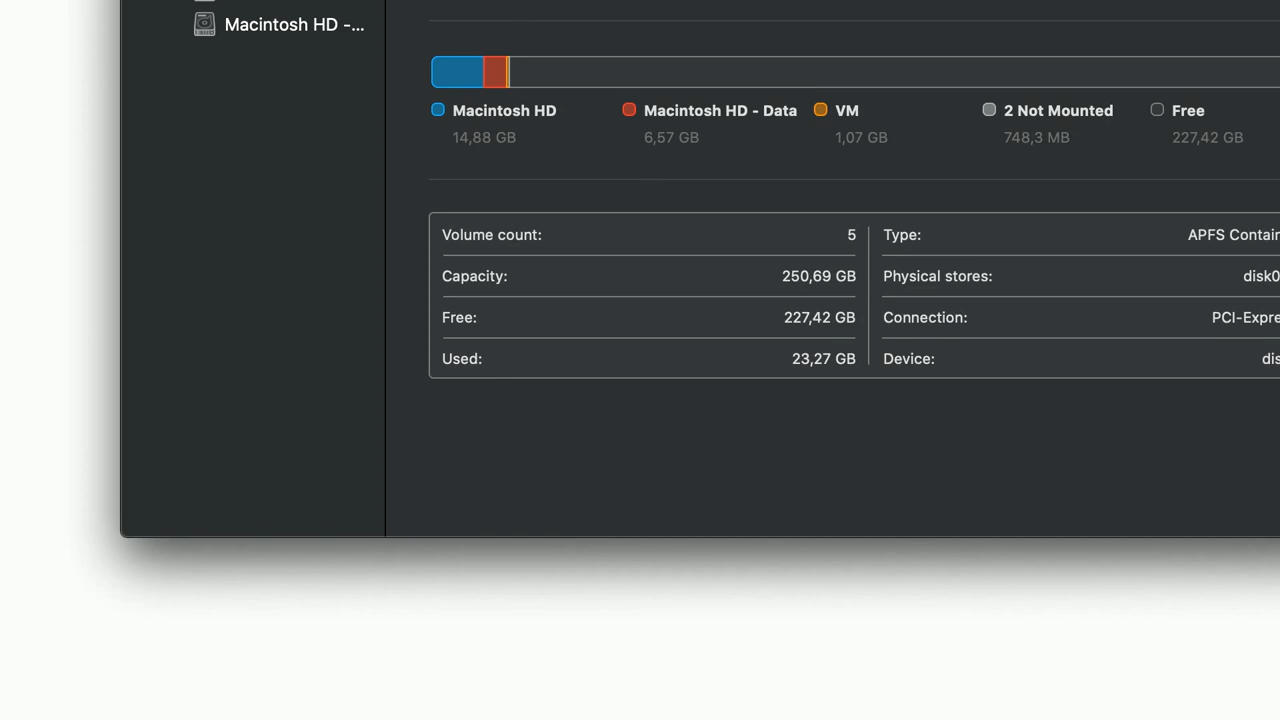 Macintosh HD -...
Macintosh HD
Macintosh HD - Data
VM
2 Not Mounted
Free
14,88 GB
6,57 GB
1,07 GB
748,3 MB
227,42 GB
Volume count: 5
Type: APFS Contain
Capacity: 250,69 GB
Physical stores: disk0
Free: 227,42 GB
Connection: PCI-Expre
Used: 23,27 GB
Device: dis